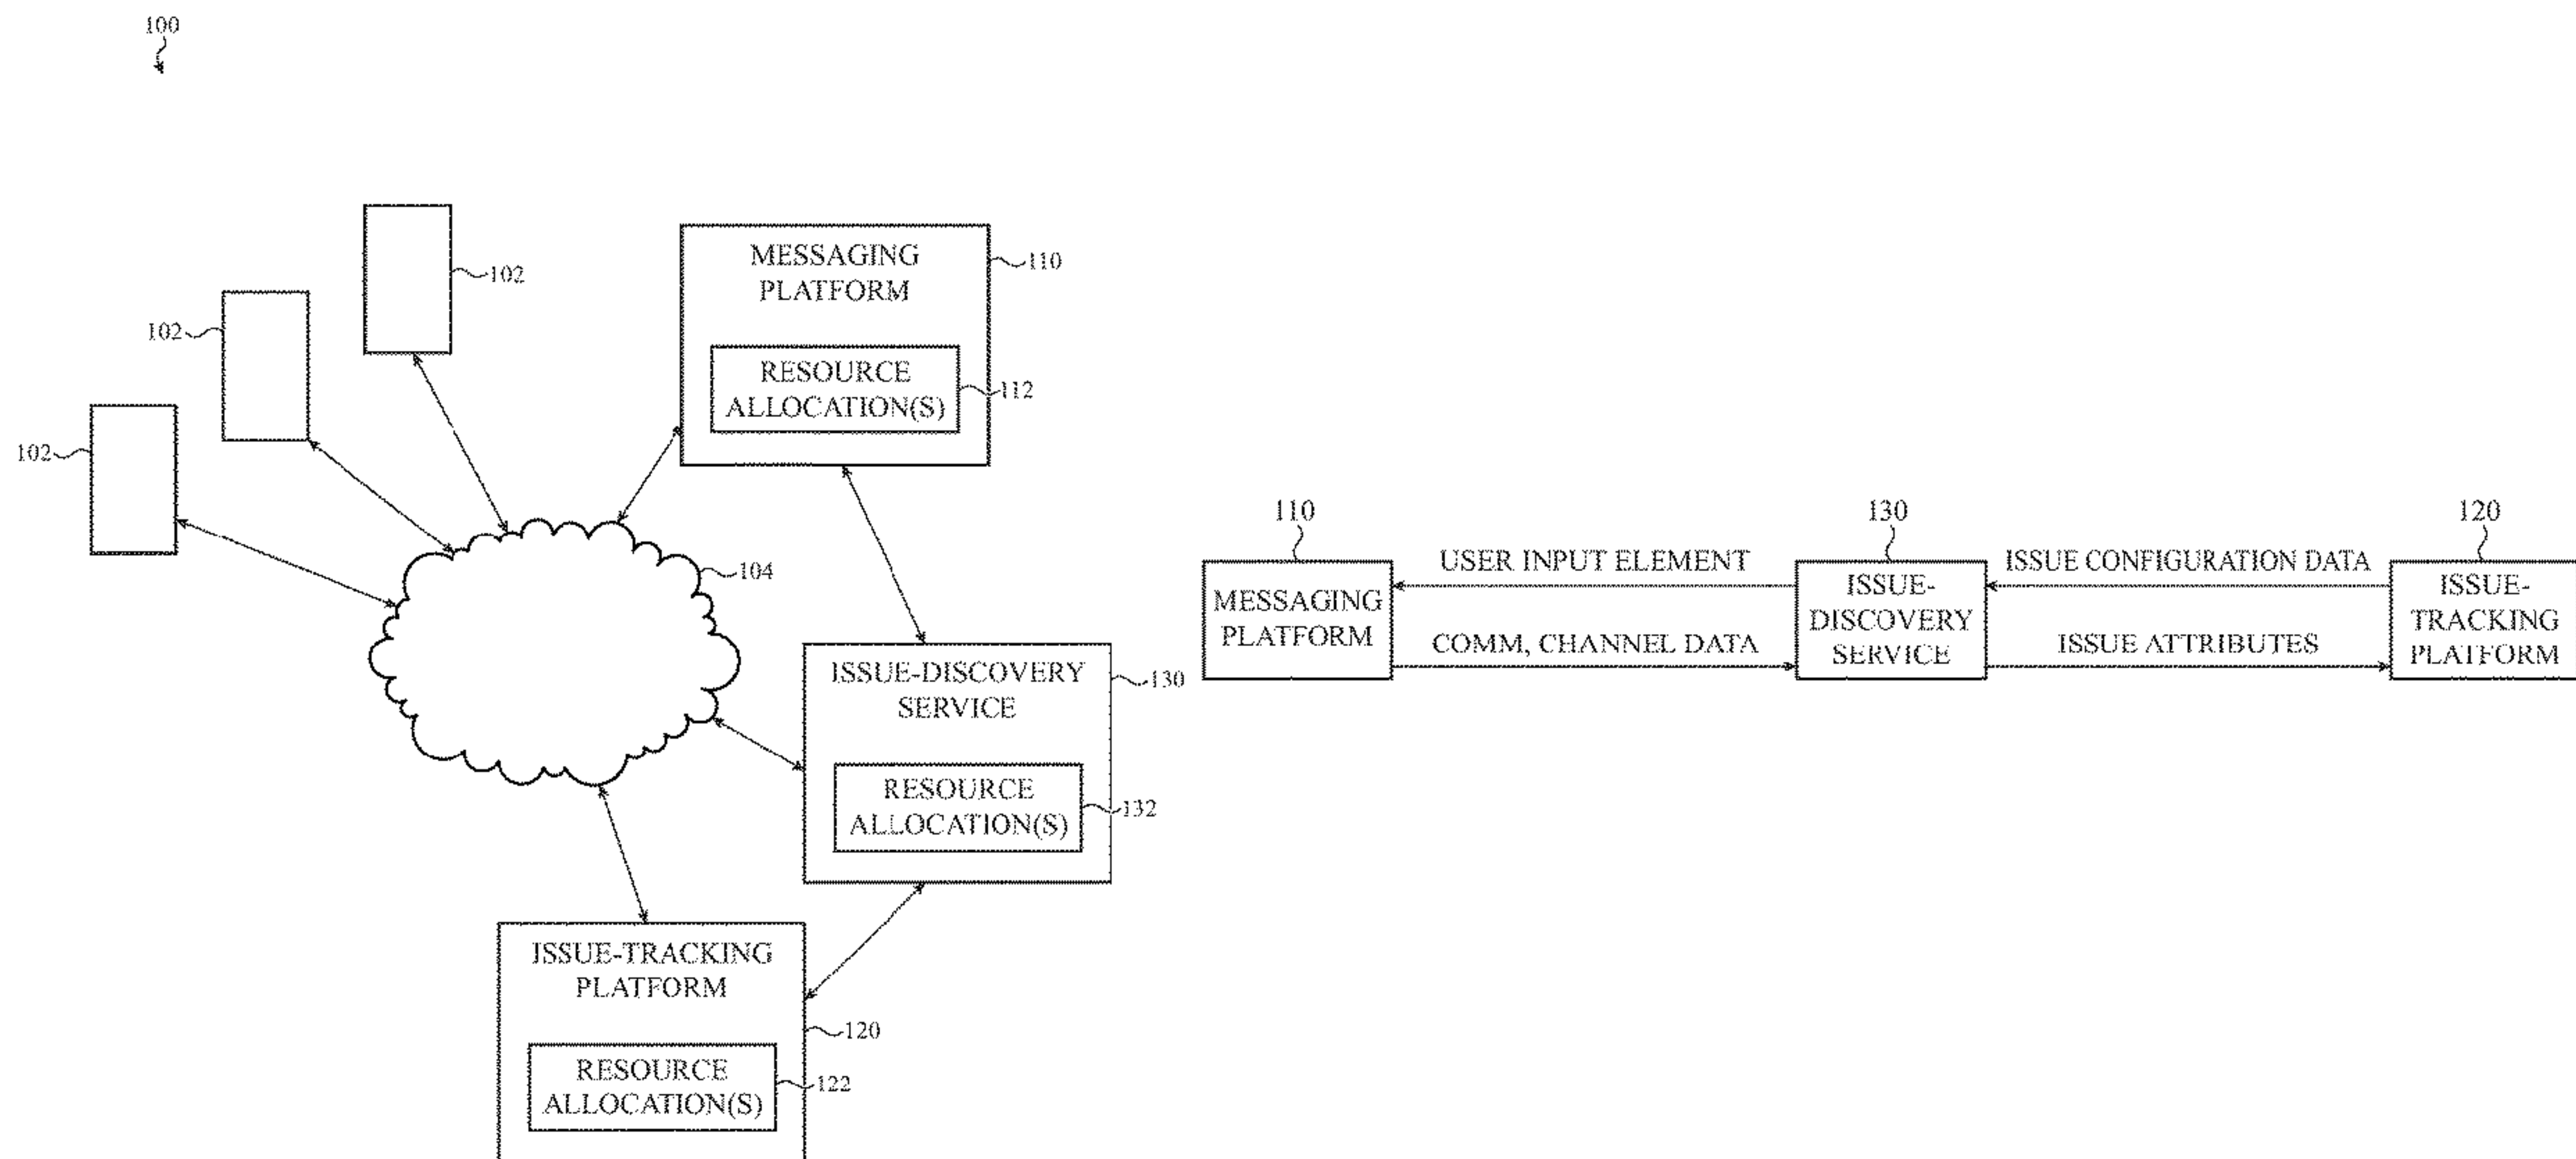 100
102
102
102
MESSAGING
PLATFORM
110
RESOURCE
ALLOCATION(S)
112
104
ISSUE-DISCOVERY
SERVICE
130
RESOURCE
ALLOCATION(S)
132
ISSUE-TRACKING
PLATFORM
120
RESOURCE
ALLOCATION(S)
122
110
MESSAGING
PLATFORM
USER INPUT ELEMENT
COMM, CHANNEL DATA
130
ISSUE-
DISCOVERY
SERVICE
ISSUE CONFIGURATION DATA
ISSUE ATTRIBUTES
120
ISSUE-
TRACKING
PLATFORM